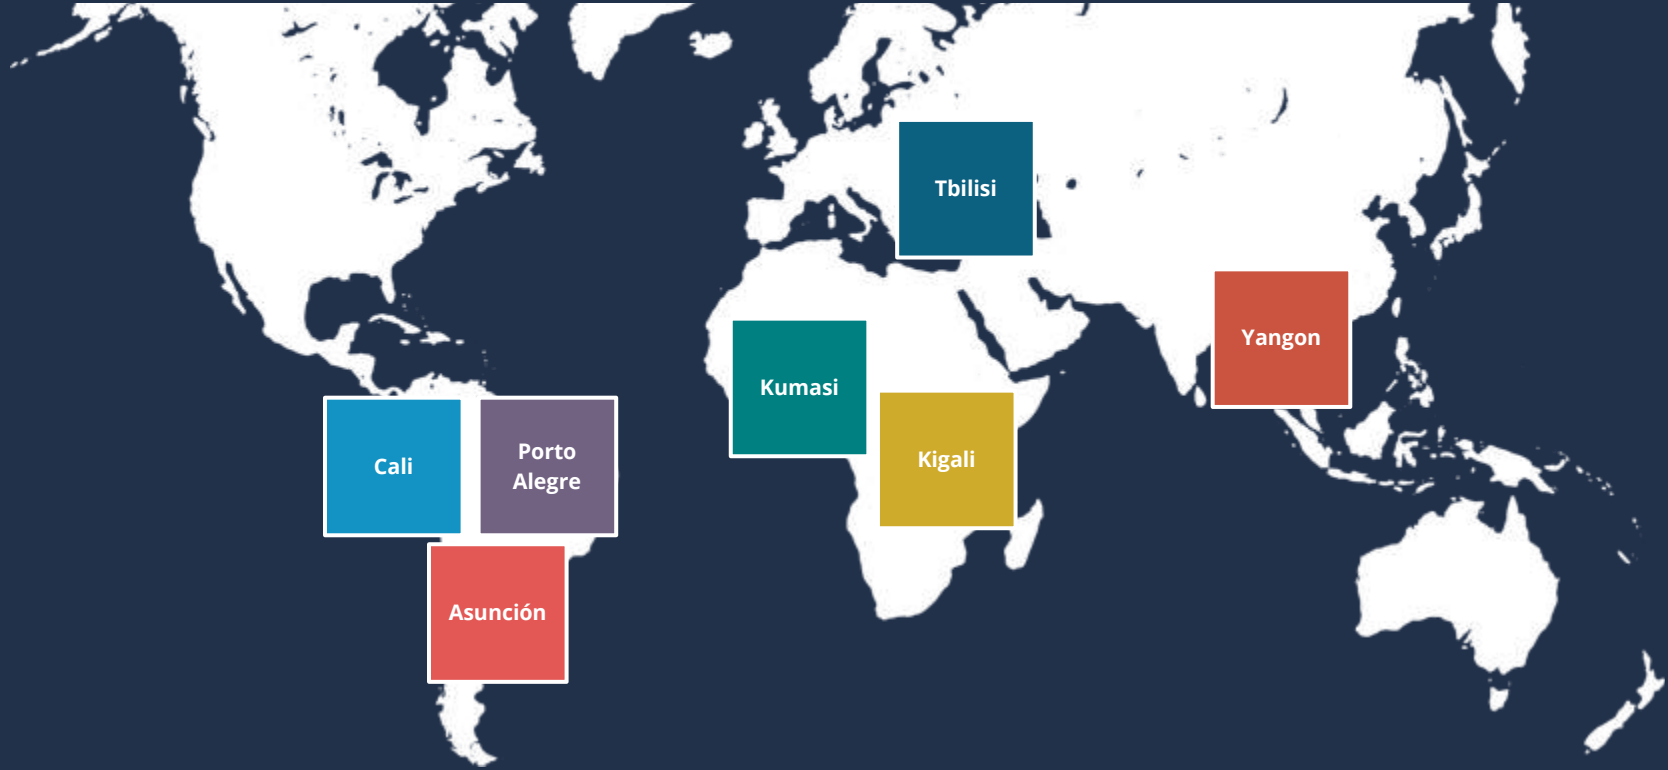 Tbilisi
Yangon
Kumasi
Kigali
Cali
Porto
Alegre
Asunción